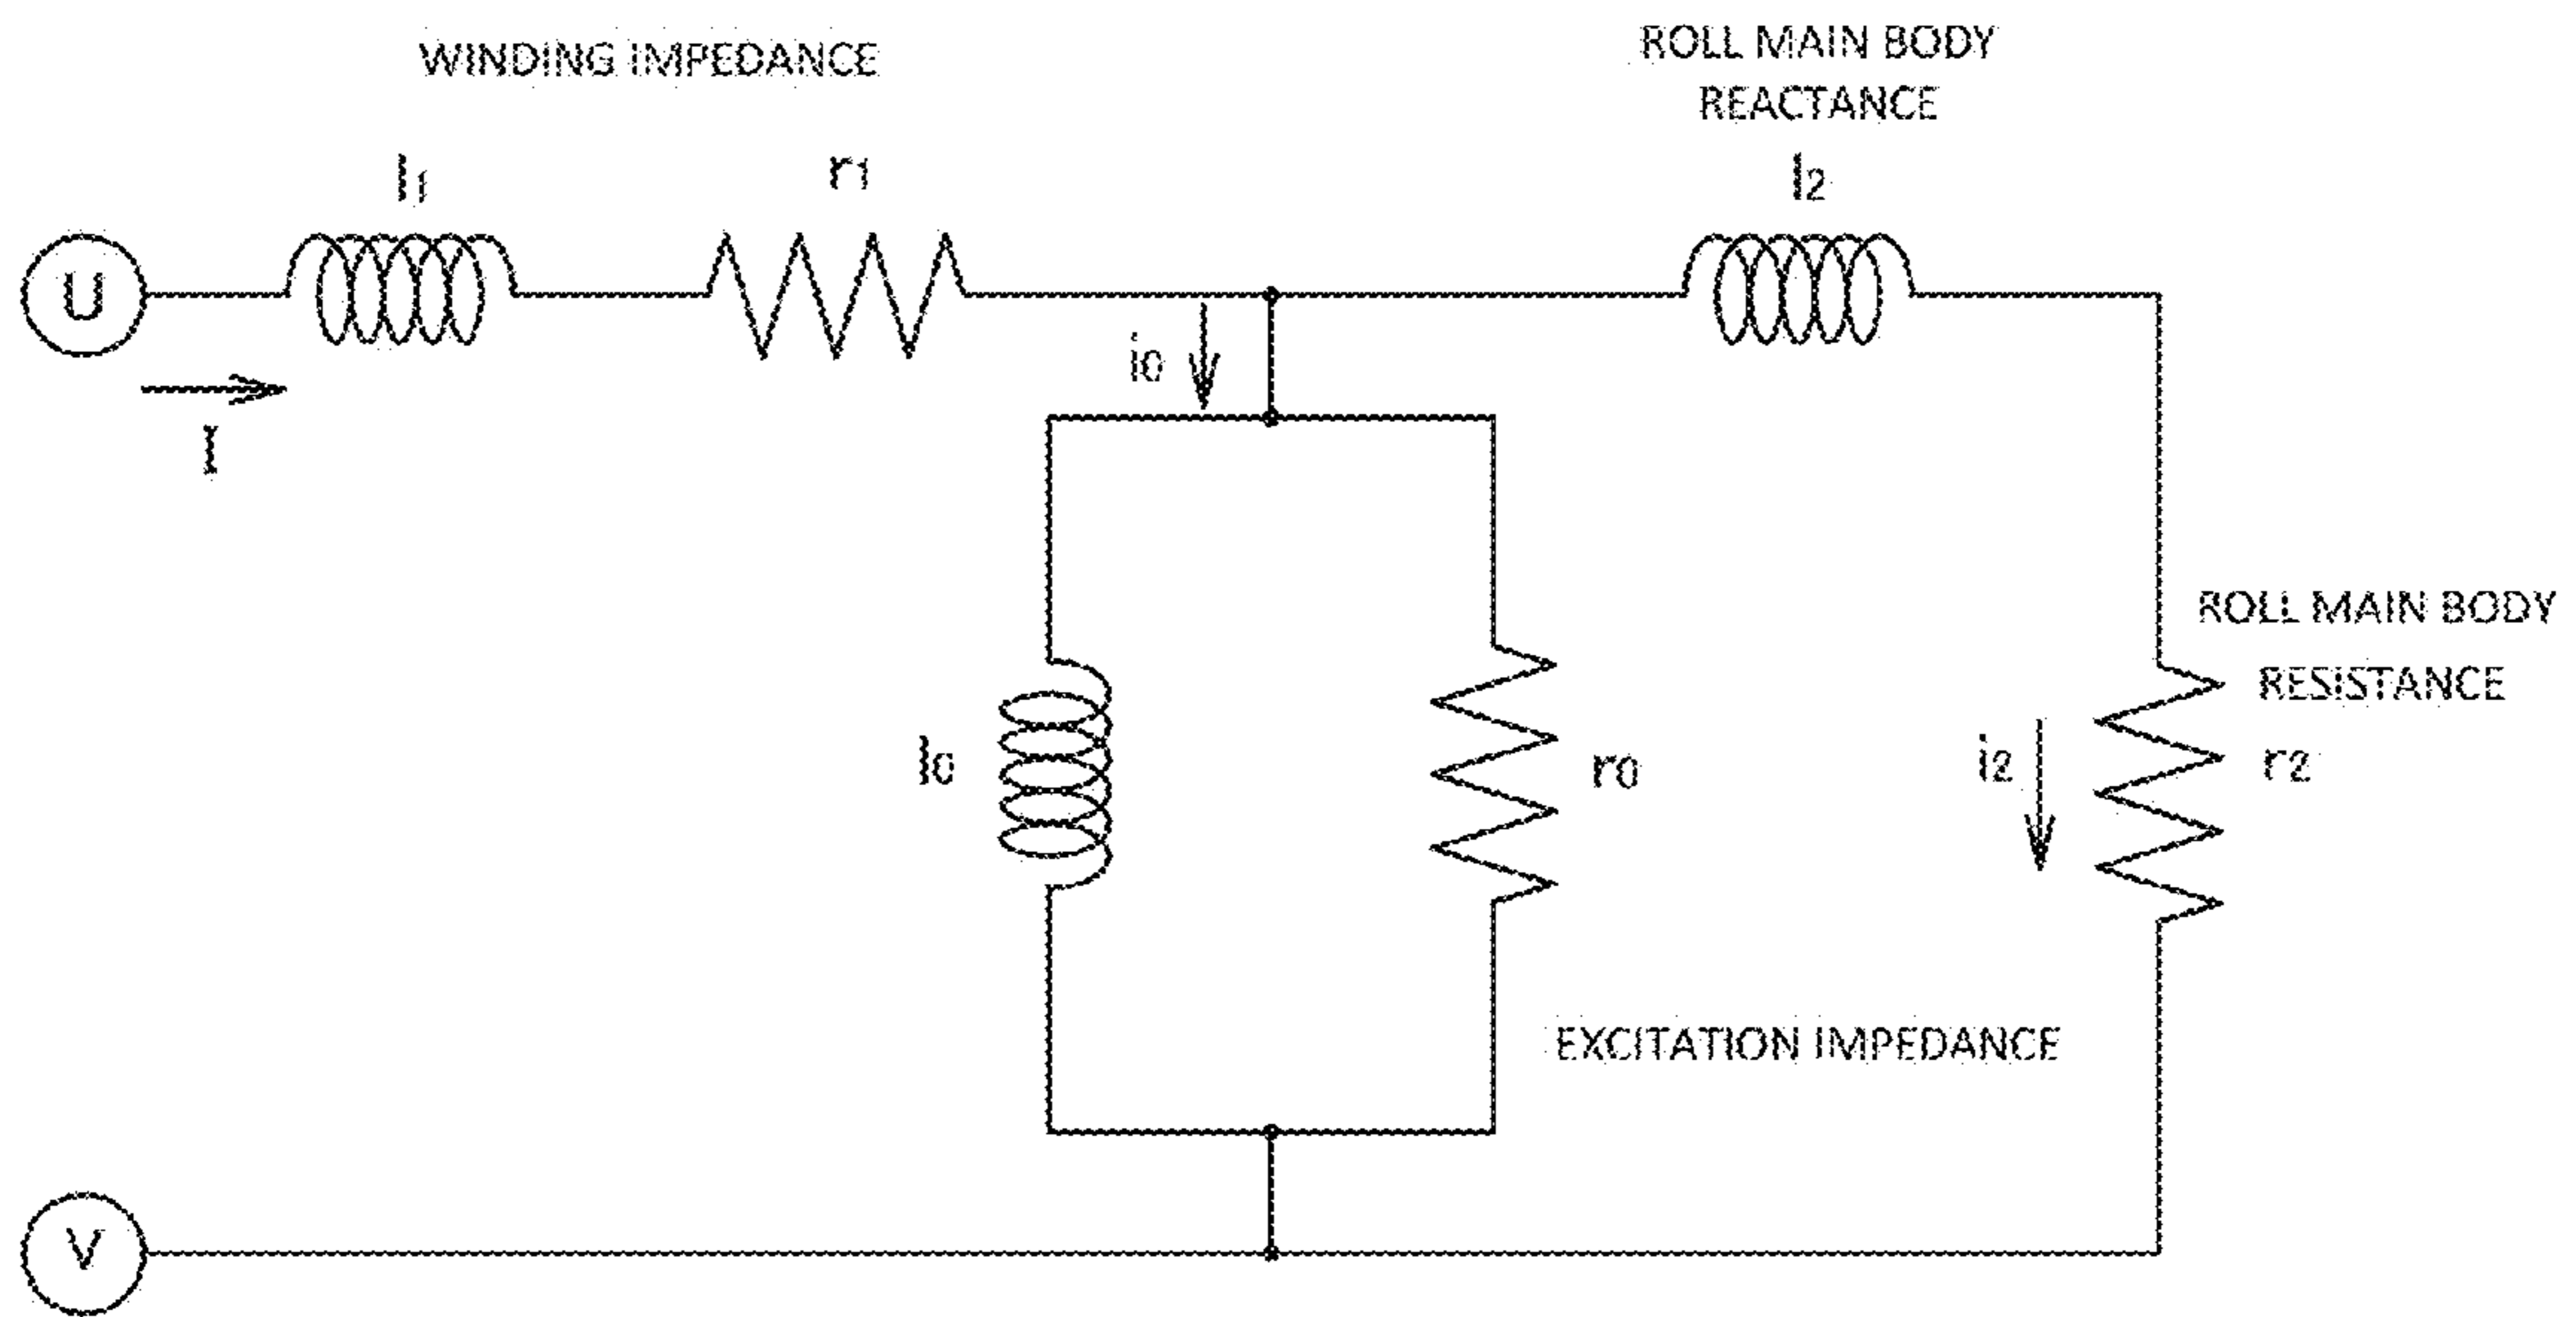 WINDING IMPEDANCE
ROLL MAIN BODY
REACTANCE
l1
r1
l2
U
I
i0
ROLL MAIN BODY
RESISTANCE
l0
r0
i2
r2
EXCITATION IMPEDANCE
V